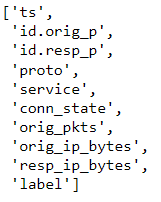 ['ts',
'id.orig_p',
'id.resp_p',
'proto',
'service',
'conn_state',
'orig_pkts',
'orig_ip_bytes',
'resp_ip_bytes',
'label']